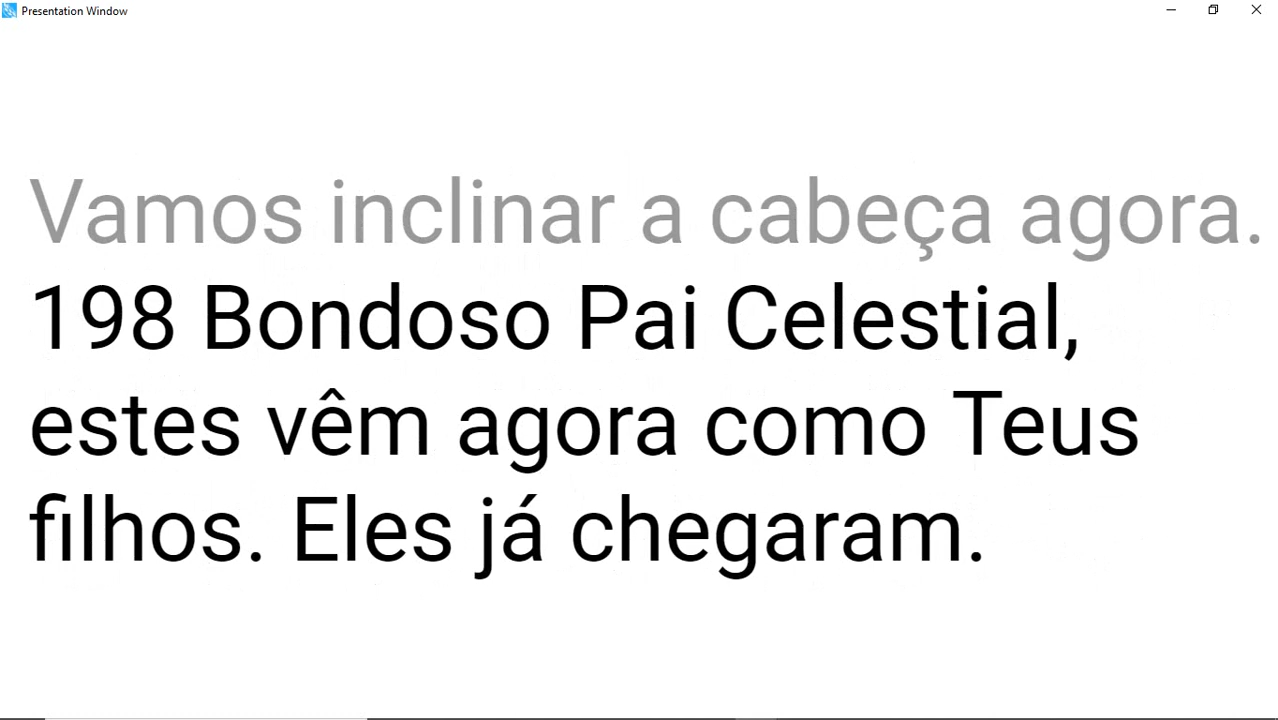 Presentation Window
Vamos inclinar a cabeça agora.
198 Bondoso Pai Celestial,
estes vêm agora como Teus
filhos. Eles já chegaram.